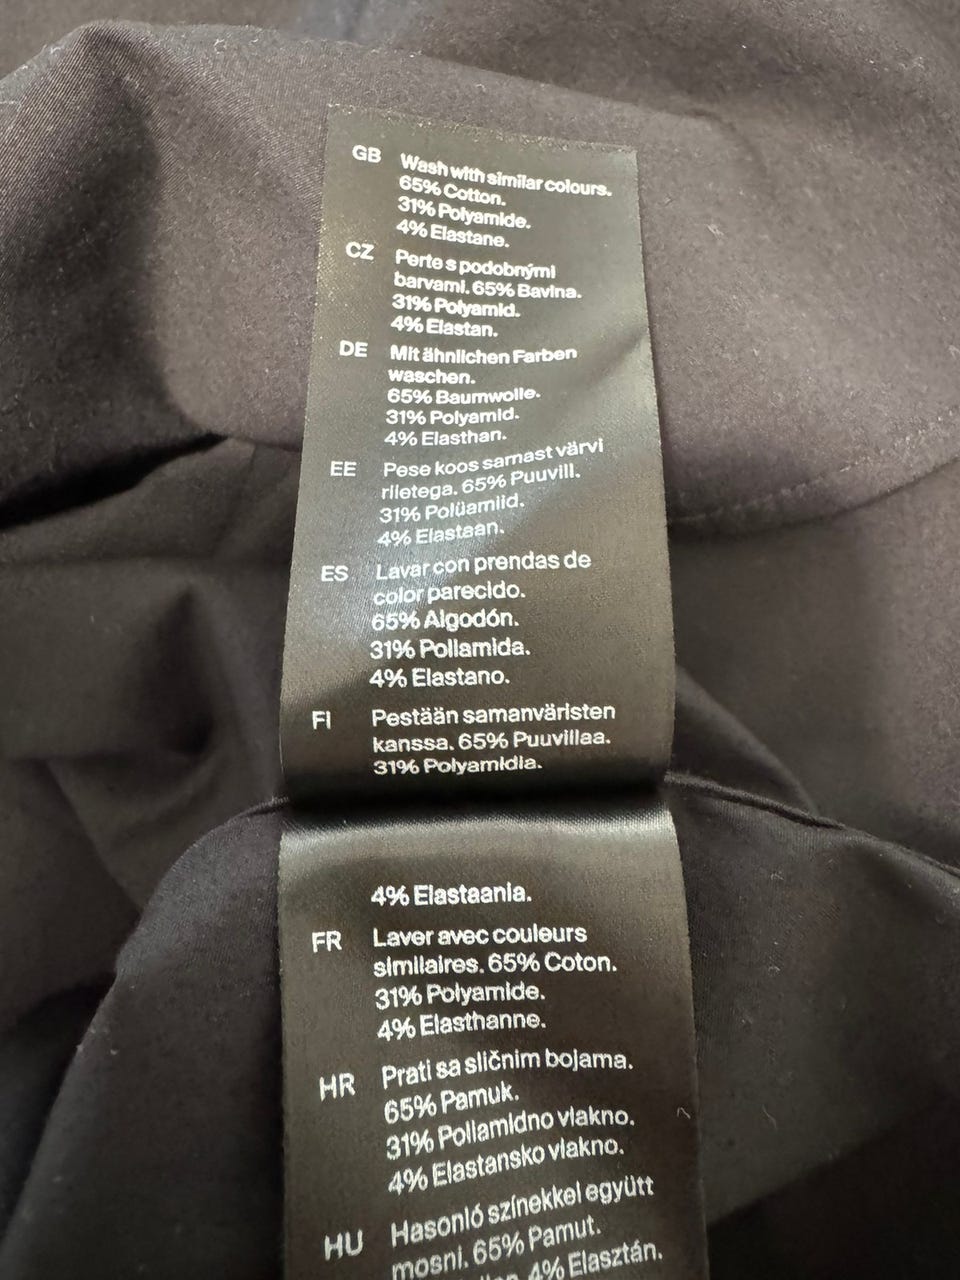 GB Wash with similar colours.
65% Cotton.
31% Polyamide.
4% Elastane.
CZ Perte s podobnými
barvami. 65% Bavlna.
31% Polyamid.
4% Elastan.
DE Mit ähnlichen Farben
waschen.
65% Baumwolle.
31% Polyamid.
4% Elasthan.
EE Pese koos samast värvi
riietega. 65% Puuvill.
31% Polüamiid.
4% Elastaan.
ES Lavar con prendas de
color parecido.
65% Algodón.
31% Poliamida.
4% Elastano.
FI Pestään samanväristen
kanssa. 65% Puuvillaa.
31% Polyamidia.
4% Elastaania.
FR Laver avec couleurs
similaires. 65% Coton.
31% Polyamide.
4% Elasthanne.
HR Prati sa sličnim bojama.
65% Pamuk.
31% Poliamidno vlakno.
4% Elastansko vlakno.
HU Hasonló színekkel együtt
mosni. 65% Pamut.
4% Elasztán.